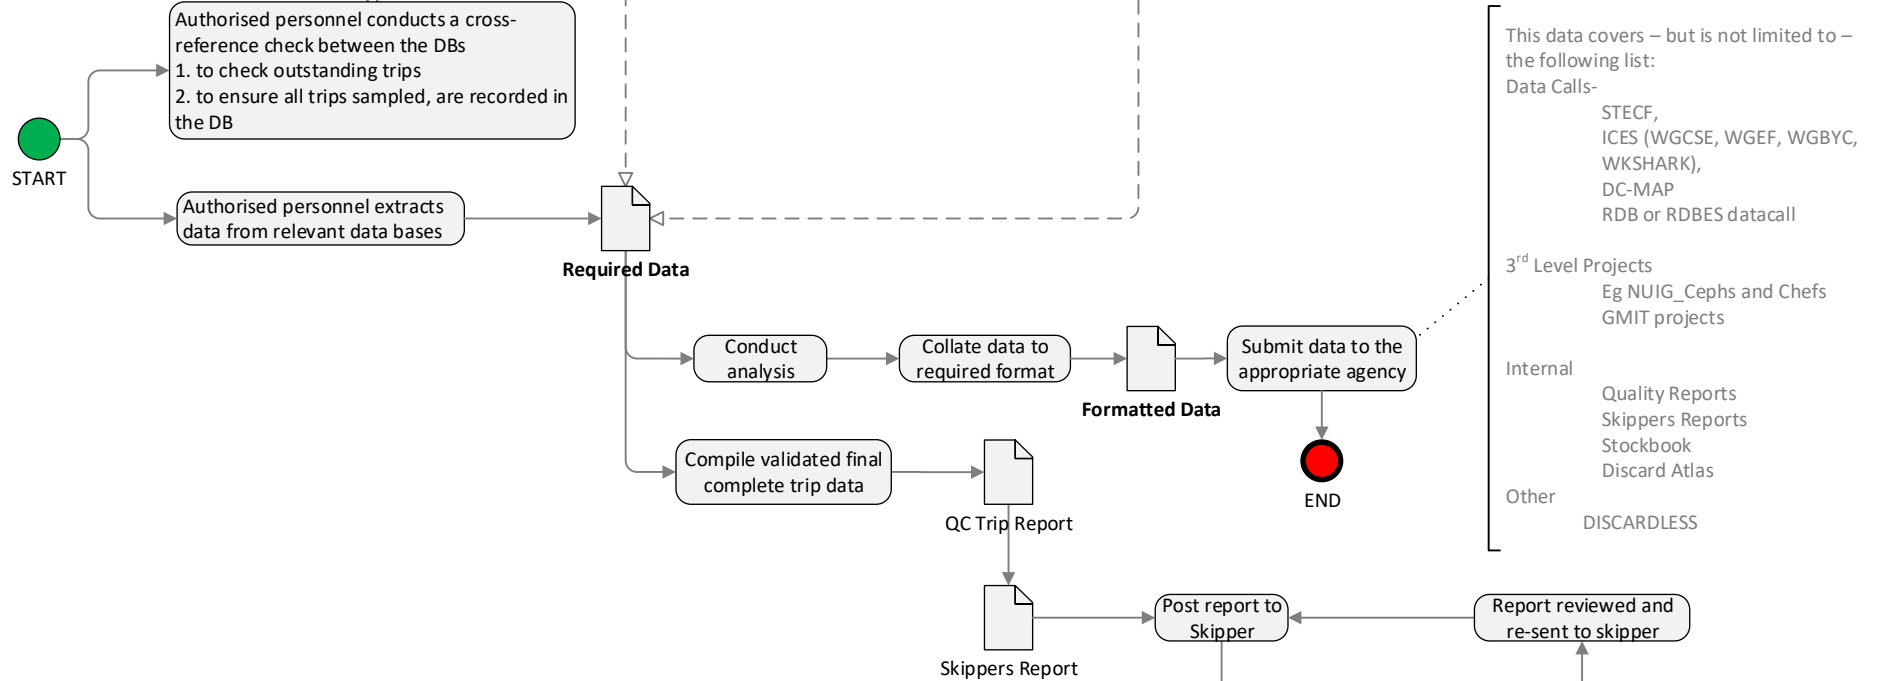 Authorised personnel conducts a cross-
reference check between the DBs
1. to check outstanding trips
2. to ensure all trips sampled, are recorded in
the DB
START
Authorised personnel extracts
data from relevant data bases
Required Data
Conduct
analysis
Collate data to
required format
Formatted Data
Submit data to the
appropriate agency
END
Compile validated final
complete trip data
QC Trip Report
Skippers Report
Post report to
Skipper
Report reviewed and
re-sent to skipper
This data covers – but is not limited to –
the following list:
Data Calls-
STECF,
ICES (WGCSE, WGEF, WGBYC,
WKSHARK),
DC-MAP
RDB or RDBES datacall
3rd Level Projects
Eg NUIG_Cephs and Chefs
GMIT projects
Internal
Quality Reports
Skippers Reports
Stockbook
Discard Atlas
Other
DISCARDLESS